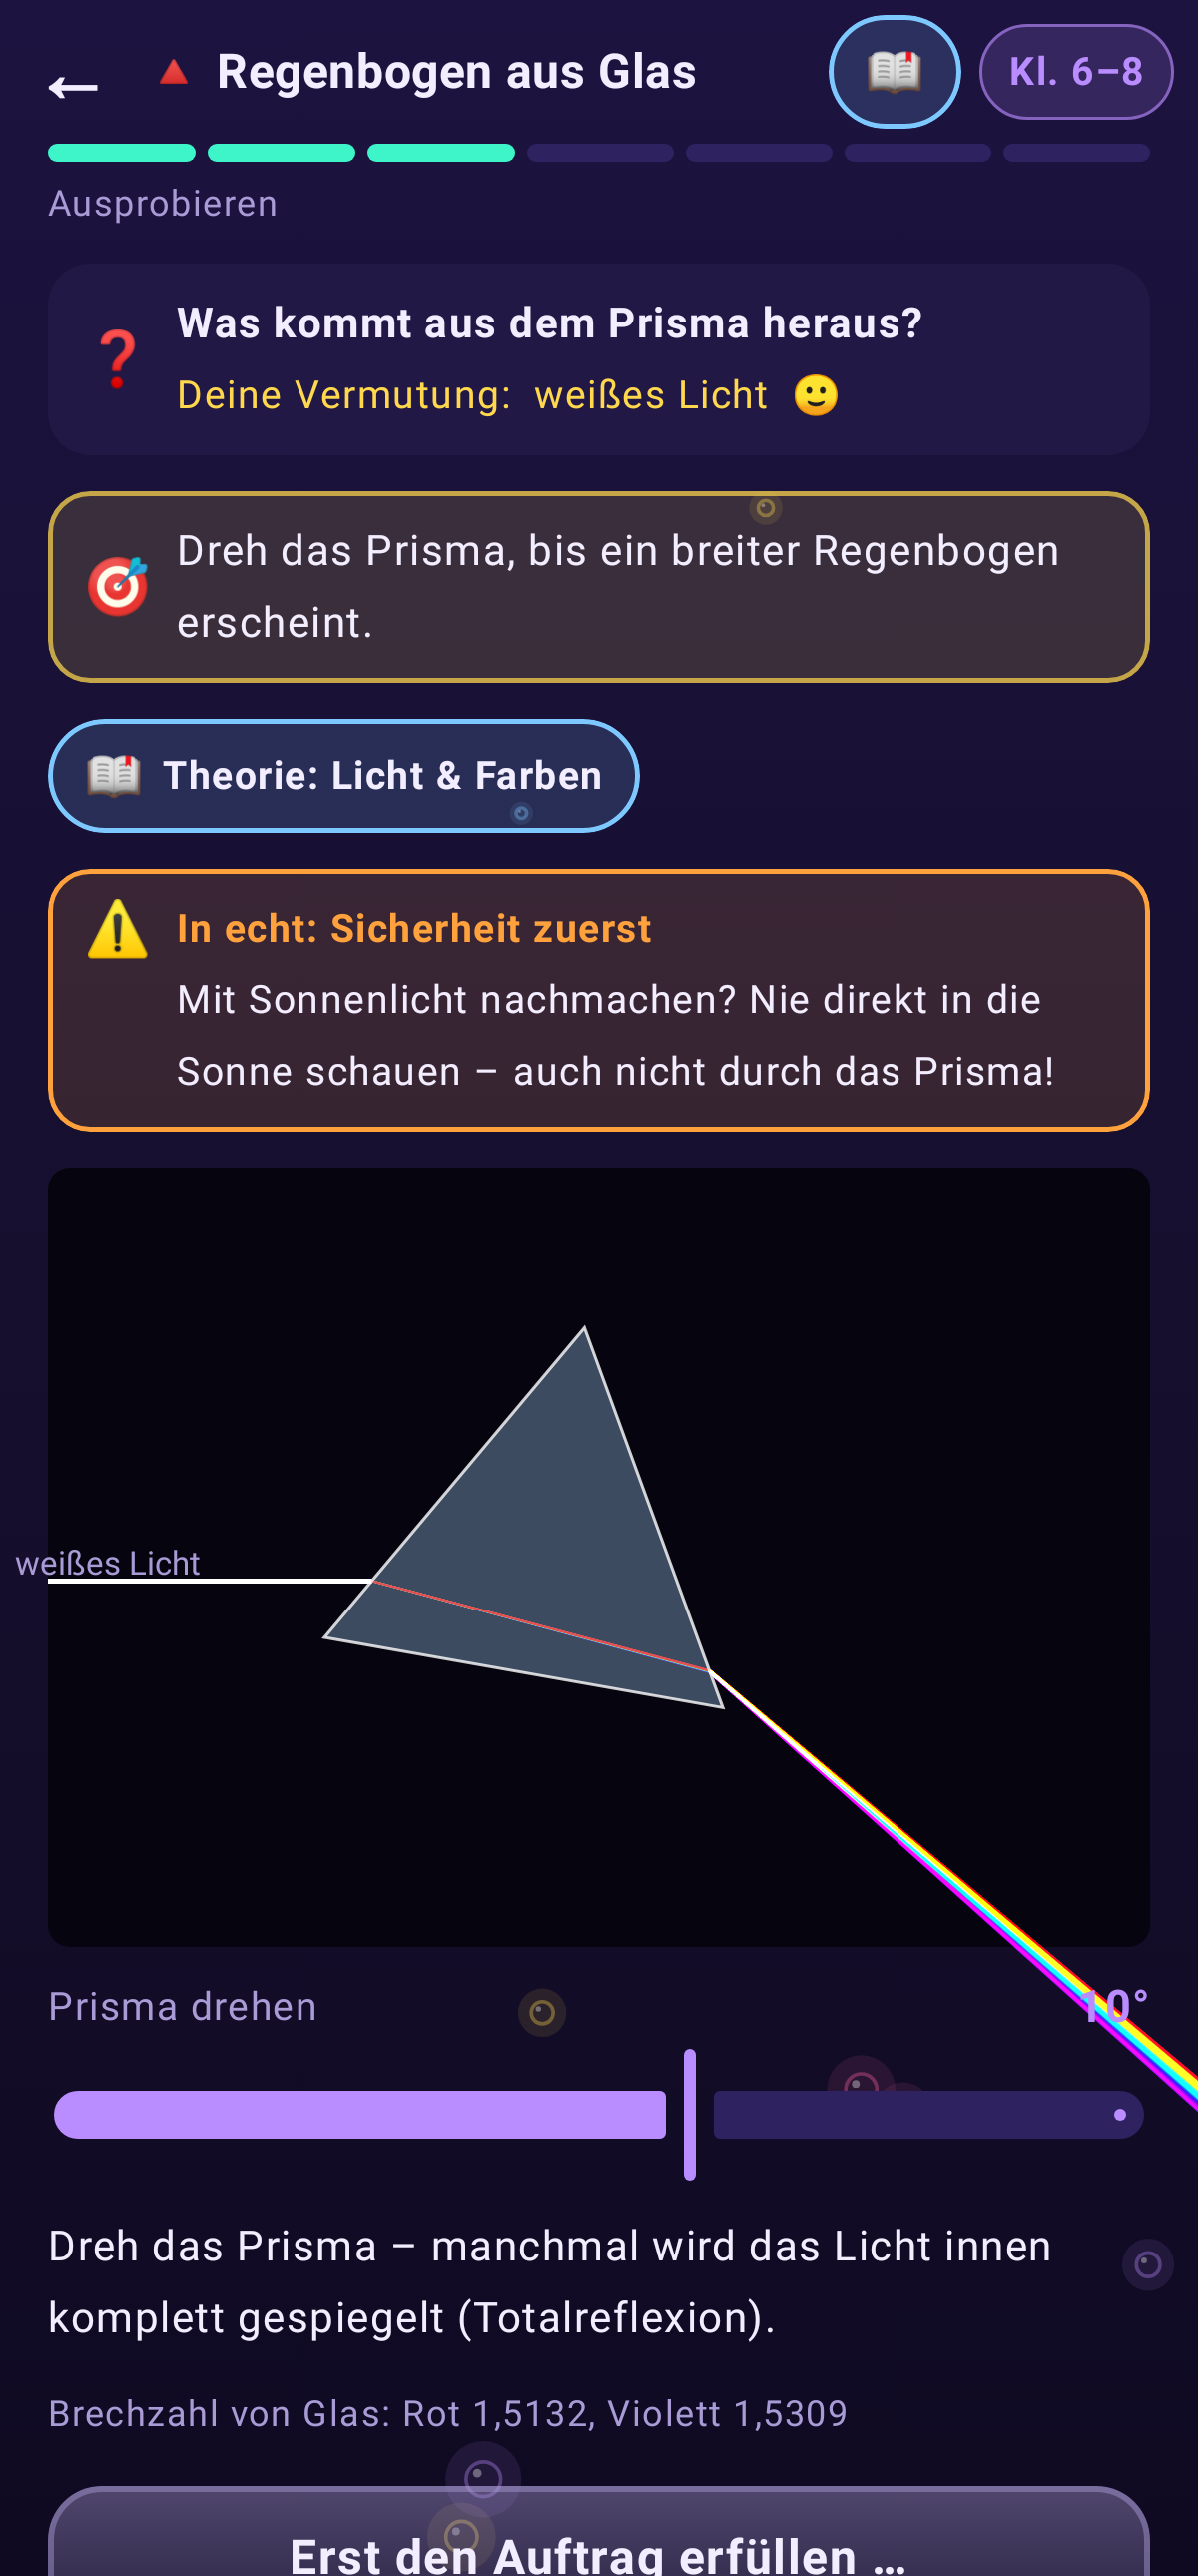 Regenbogen aus Glas
Kl. 6–8
Ausprobieren
Was kommt aus dem Prisma heraus?
Deine Vermutung: weißes Licht
Dreh das Prisma, bis ein breiter Regenbogen
erscheint.
Theorie: Licht & Farben
In echt: Sicherheit zuerst
Mit Sonnenlicht nachmachen? Nie direkt in die
Sonne schauen – auch nicht durch das Prisma!
weißes Licht
Prisma drehen
10°
Dreh das Prisma – manchmal wird das Licht innen
komplett gespiegelt (Totalreflexion).
Brechzahl von Glas: Rot 1,5132, Violett 1,5309
Erst den Auftrag erfüllen …